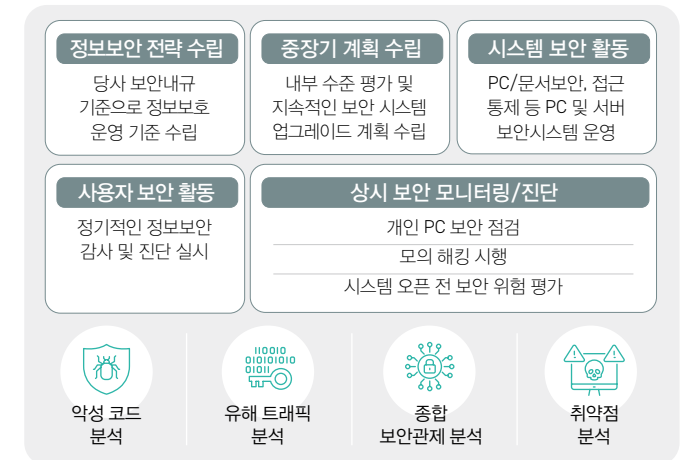 정보보안 전략 수립
당사 보안내규
기준으로 정보보호
운영 기준 수립
중장기 계획 수립
내부 수준 평가 및
지속적인 보안 시스템
업그레이드 계획 수립
시스템 보안 활동
PC/문서보안, 접근
통제 등 PC 및 서버
보안시스템 운영
사용자 보안 활동
정기적인 정보보안
감사 및 진단 실시
상시 보안 모니터링/진단
개인 PC 보안 점검
모의 해킹 시행
시스템 오픈 전 보안 위험 평가
110010
01010101
01011
악성 코드
분석
유해 트래픽
분석
종합
보안관제 분석
취약점
분석